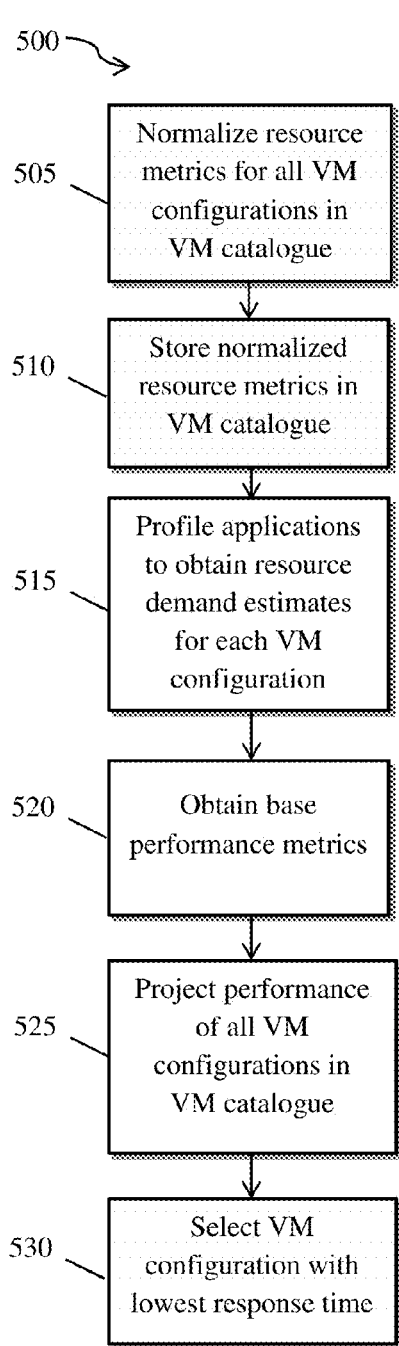 500
505
Normalize resource
metrics for all VM
configurations in
VM catalogue
510
Store normalized
resource metrics in
VM catalogue
515
Profile applications
to obtain resource
demand estimates
for each VM
configuration
520
Obtain base
performance metrics
525
Project performance
of all VM
configurations in
VM catalogue
530
Select VM
configuration with
lowest response time